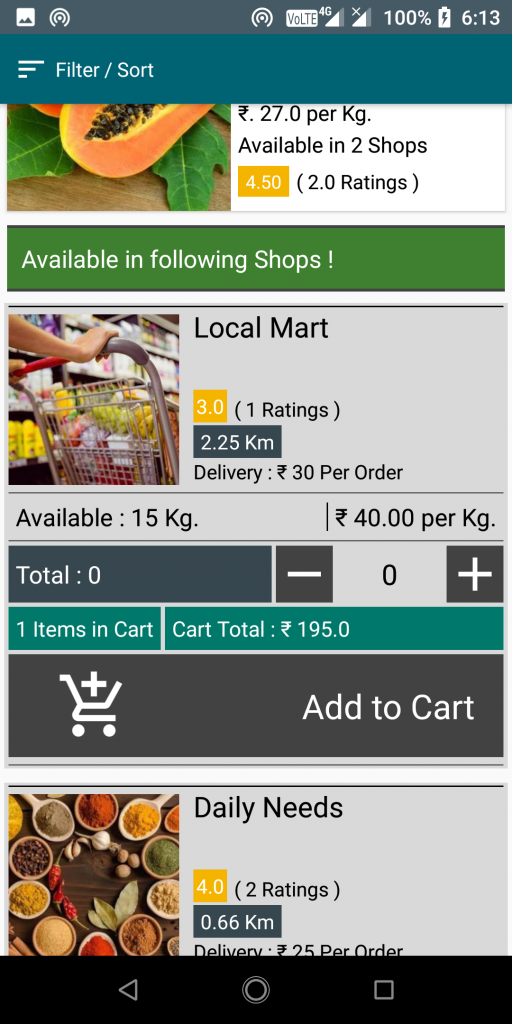 VoLTE 4G 100% 6:13
Filter / Sort
₹. 27.0 per Kg.
Available in 2 Shops
4.50 ( 2.0 Ratings )
Available in following Shops !
Local Mart
3.0 ( 1 Ratings )
2.25 Km
Delivery : ₹ 30 Per Order
Available : 15 Kg. ₹ 40.00 per Kg.
Total : 0 0
1 Items in Cart Cart Total : ₹ 195.0
Add to Cart
Daily Needs
4.0 ( 2 Ratings )
0.66 Km
Delivery : ₹ 25 Per Order